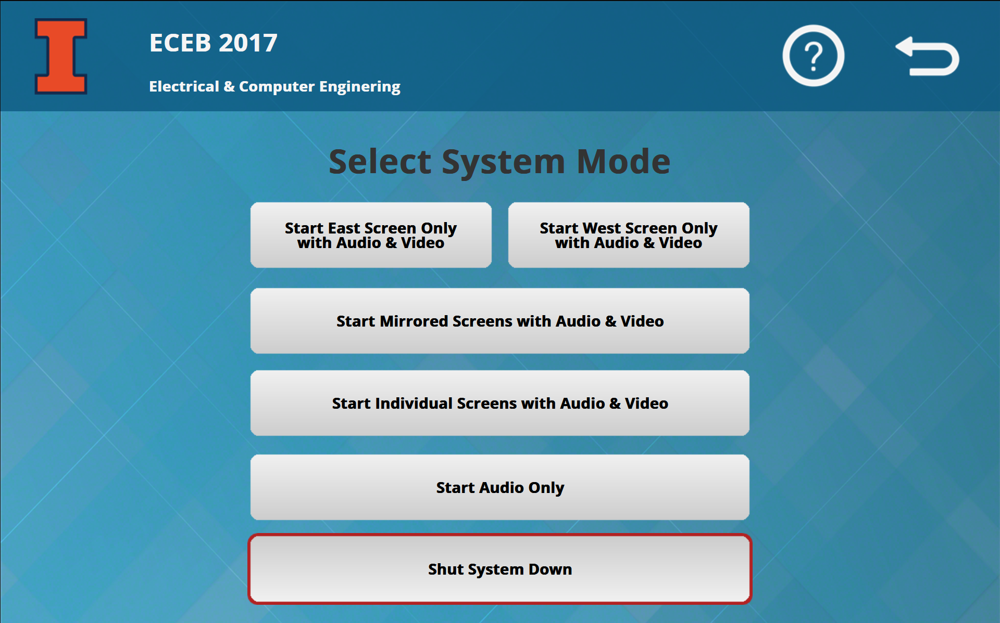 I
ECEB 2017
Electrical & Computer Enginering
?
Select System Mode
Start East Screen Only
with Audio & Video
Start West Screen Only
with Audio & Video
Start Mirrored Screens with Audio & Video
Start Individual Screens with Audio & Video
Start Audio Only
Shut System Down